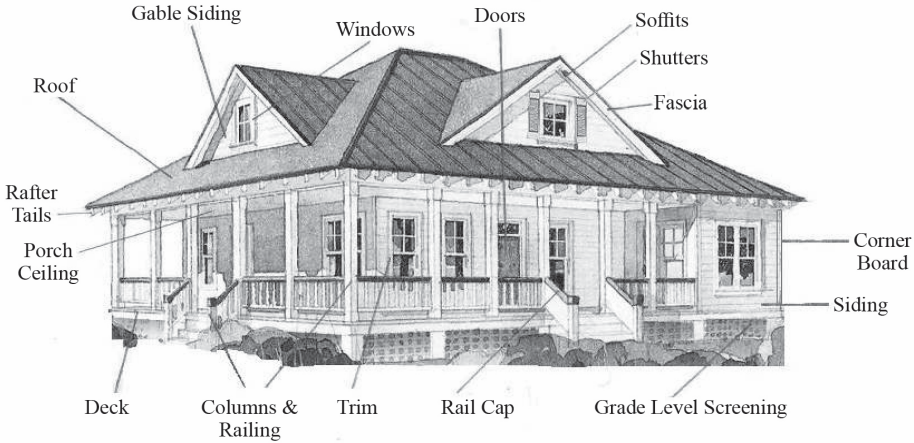 Gable Siding
Windows
Doors
Soffits
Shutters
Roof
Fascia
Rafter
Tails
Porch
Ceiling
Corner
Board
Siding
Deck
Columns &
Railing
Trim
Rail Cap
Grade Level Screening